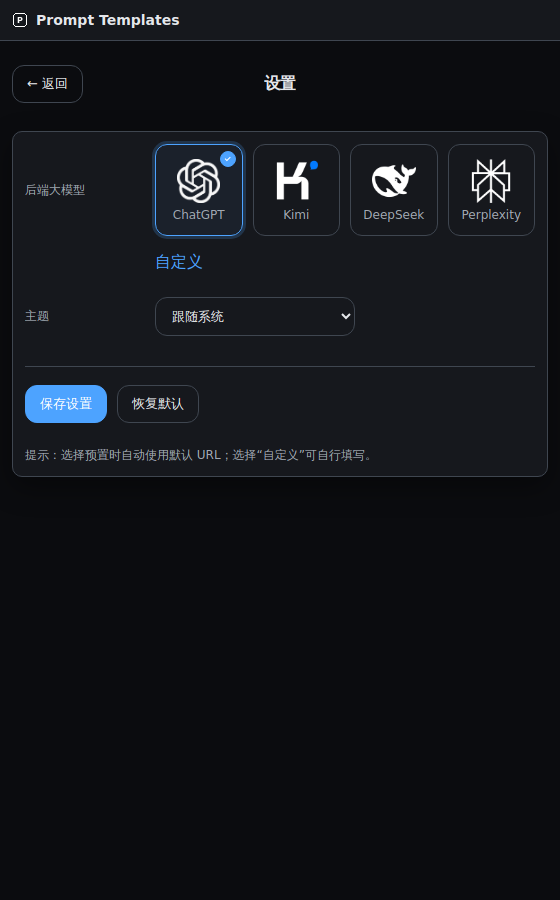 P Prompt Templates
← 返回
设置
后端大模型
ChatGPT
Kimi
DeepSeek
Perplexity
自定义
主题
跟随系统
保存设置
恢复默认
提示：选择预置时自动使用默认 URL；选择“自定义”可自行填写。